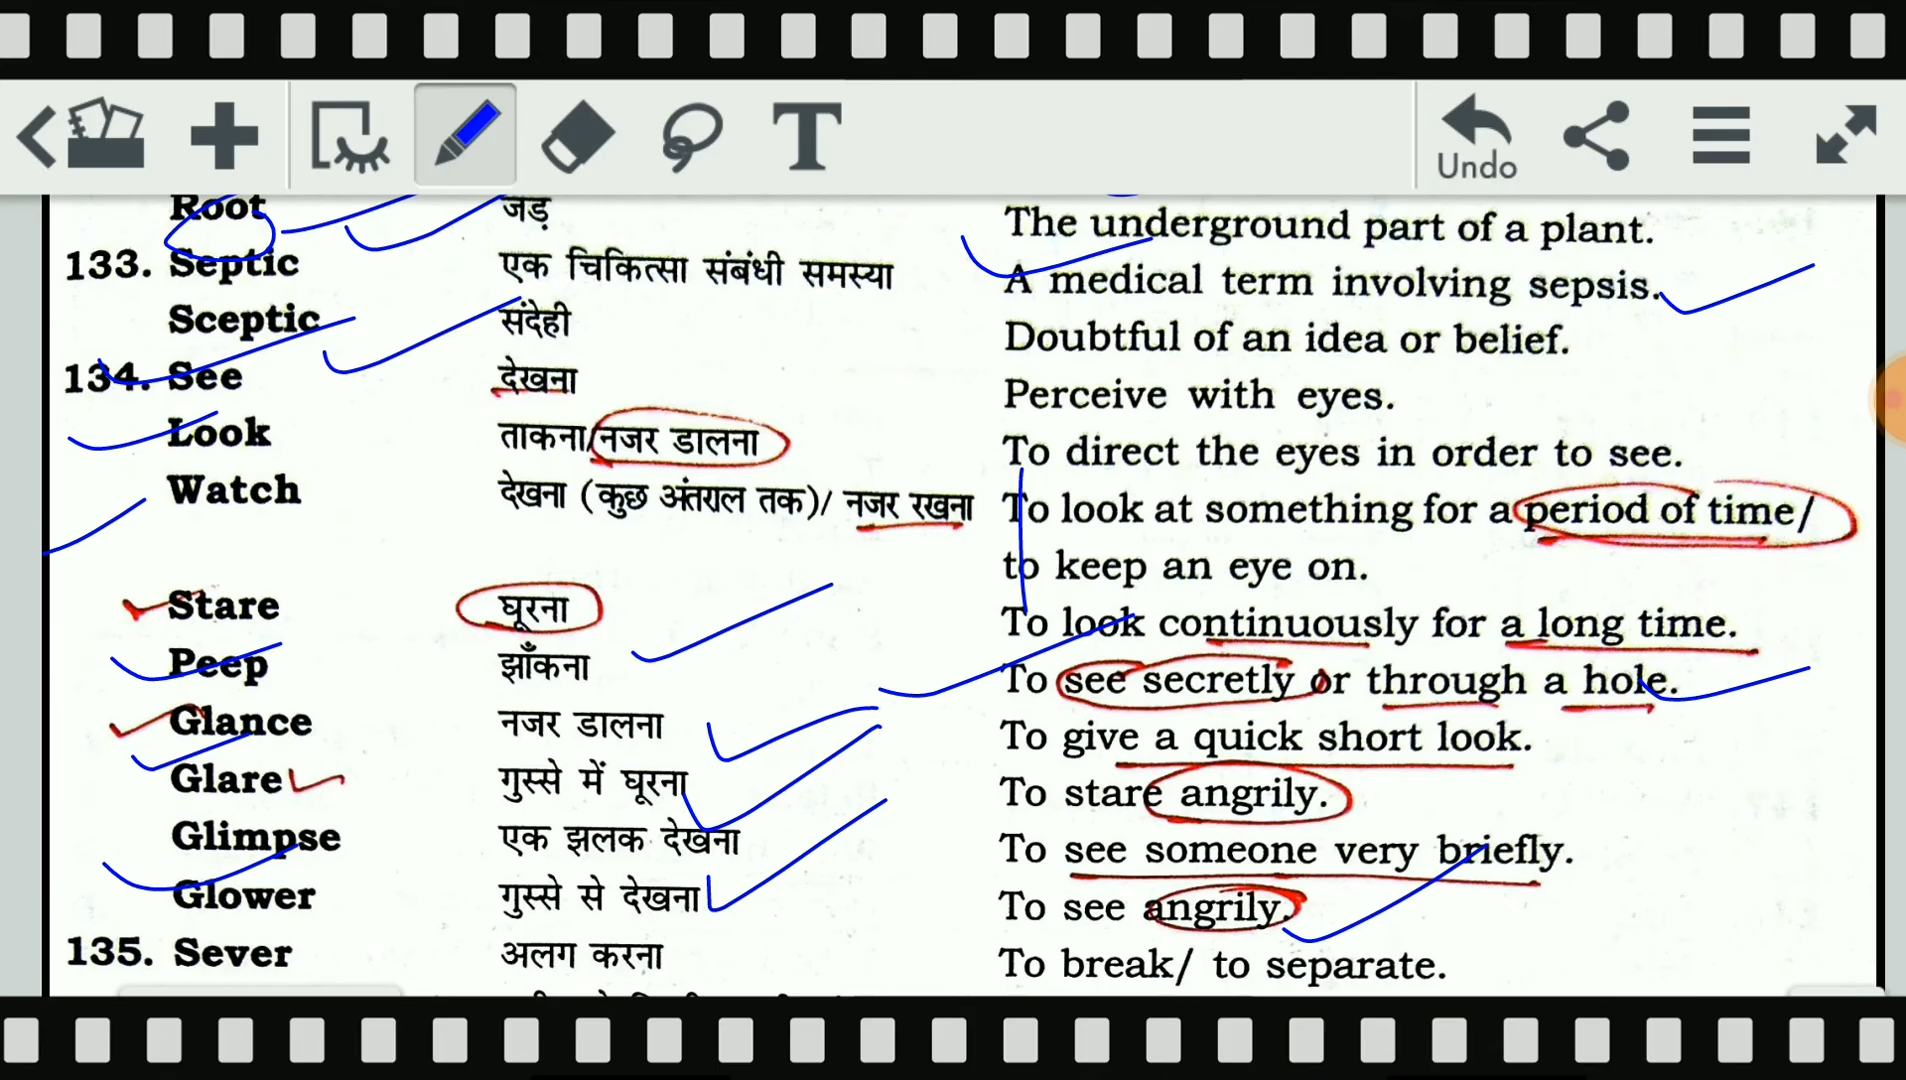 Undo
Root जड़ The underground part of a plant.
133. Septic एक चिकित्सा संबंधी समस्या A medical term involving sepsis.
Sceptic संदेही Doubtful of an idea or belief.
134. See देखना Perceive with eyes.
Look ताकना/नजर डालना To direct the eyes in order to see.
Watch देखना (कुछ अंतराल तक)/ नजर रखना To look at something for a period of time/
to keep an eye on.
Stare घूरना To look continuously for a long time.
Peep झाँकना To see secretly or through a hole.
Glance नजर डालना To give a quick short look.
Glare गुस्से में घूरना To stare angrily.
Glimpse एक झलक देखना To see someone very briefly.
Glower गुस्से से देखना To see angrily.
135. Sever अलग करना To break/ to separate.